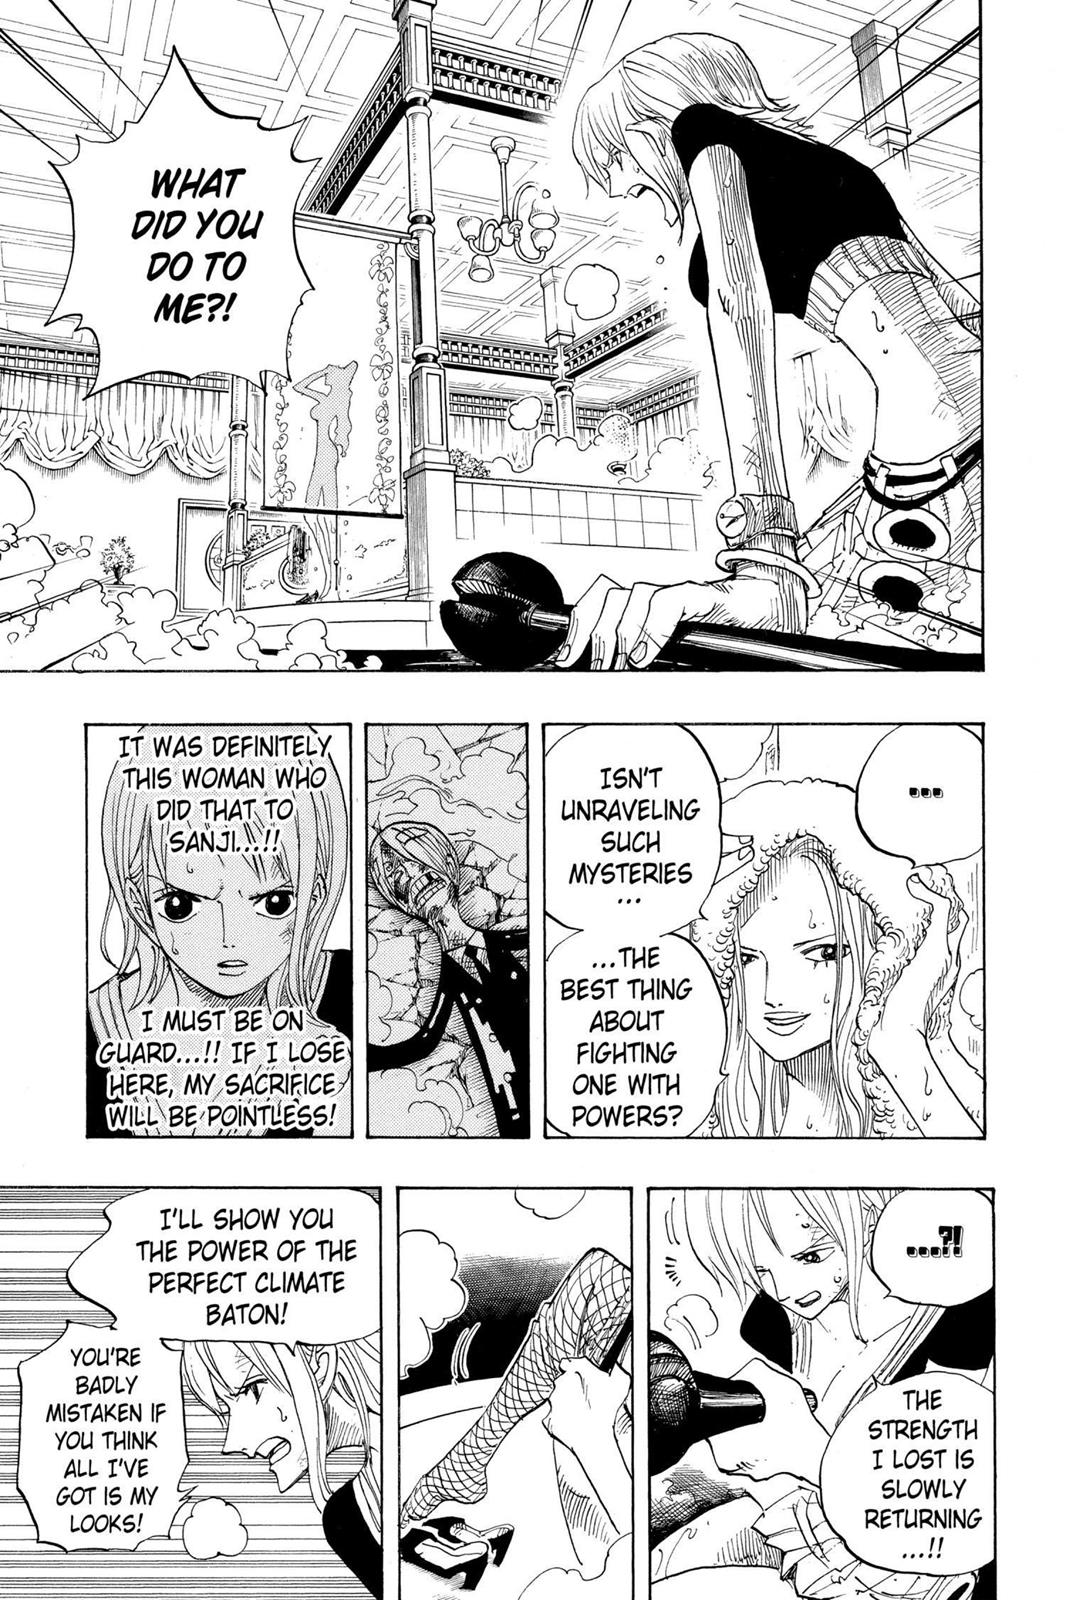 WHAT
DID YOU
DO TO
ME?!
...
ISN'T
UNRAVELING
SUCH
MYSTERIES
...
...THE
BEST THING
ABOUT
FIGHTING
ONE WITH
POWERS?
IT WAS DEFINITELY
THIS WOMAN WHO
DID THAT TO
SANJI...!!
I MUST BE ON
GUARD...!! IF I LOSE
HERE, MY SACRIFICE
WILL BE POINTLESS!
...?!
THE
STRENGTH
I LOST IS
SLOWLY
RETURNING
...!!
I'LL SHOW YOU
THE POWER OF THE
PERFECT CLIMATE
BATON!
YOU'RE
BADLY
MISTAKEN IF
YOU THINK
ALL I'VE
GOT IS MY
LOOKS!